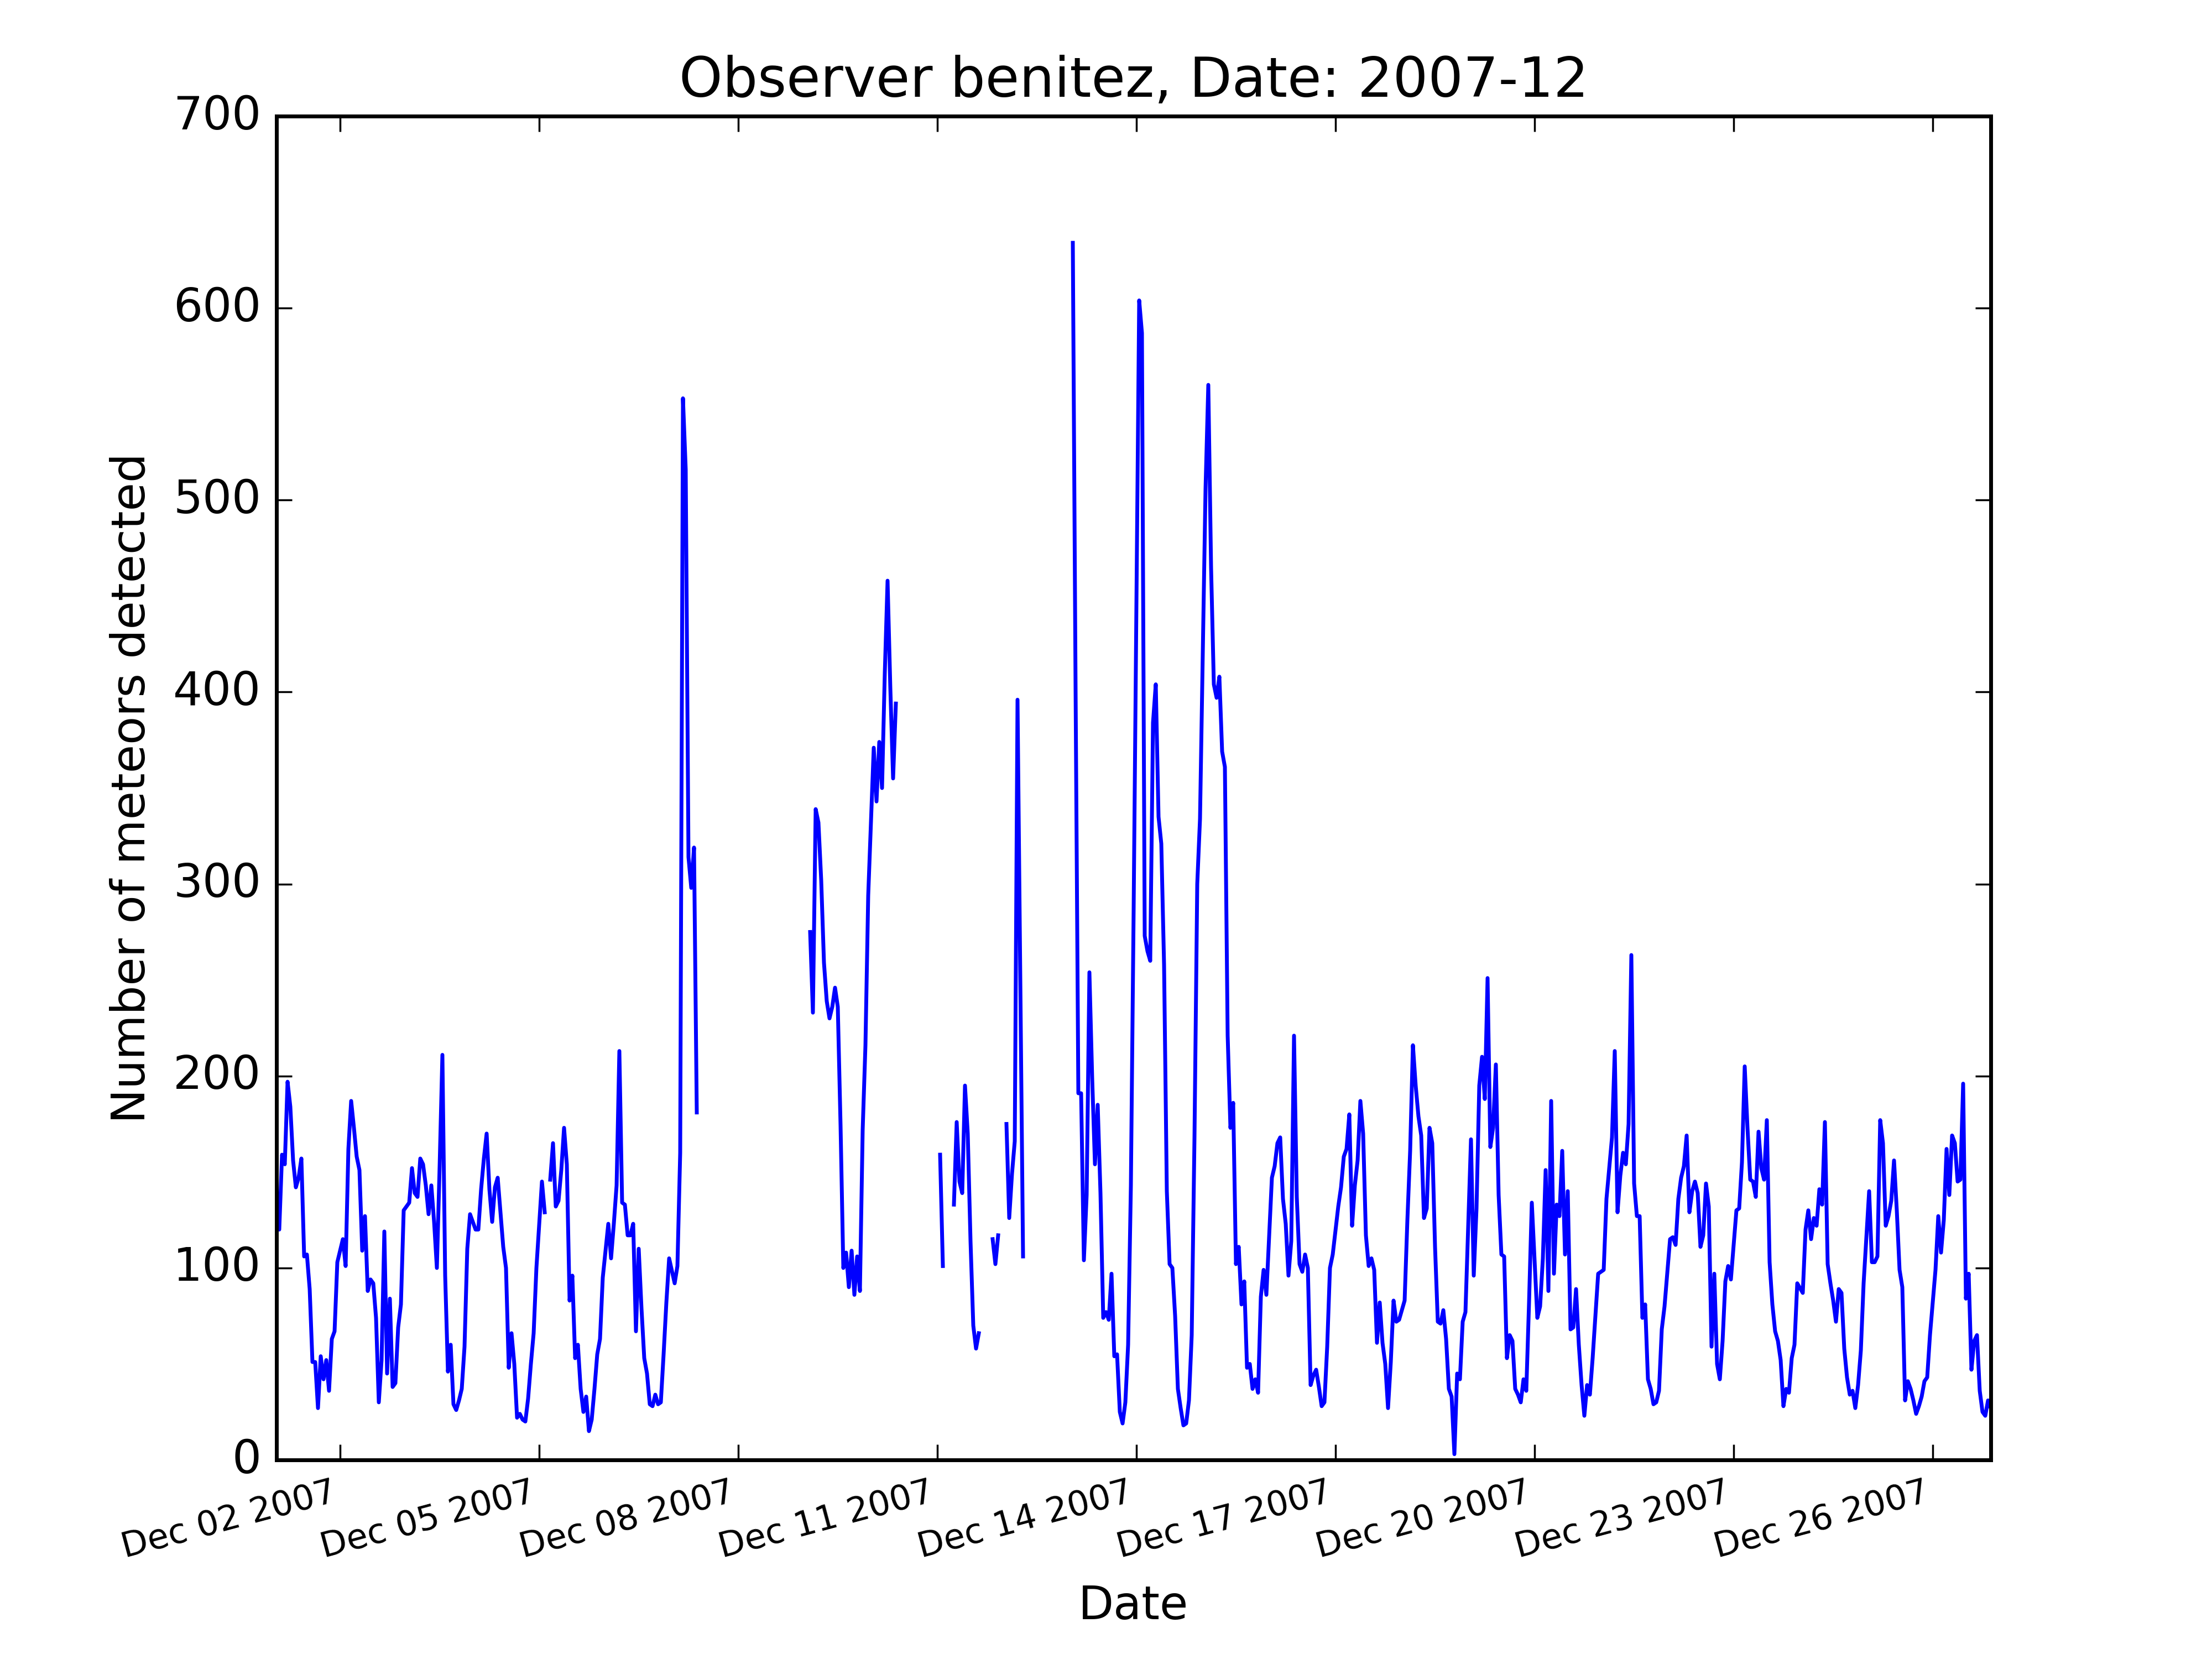 Observer benitez, Date: 2007-12
Number of meteors detected
700
600
500
400
300
200
100
0
Dec 02 2007
Dec 05 2007
Dec 08 2007
Dec 11 2007
Dec 14 2007
Dec 17 2007
Dec 20 2007
Dec 23 2007
Dec 26 2007
Date